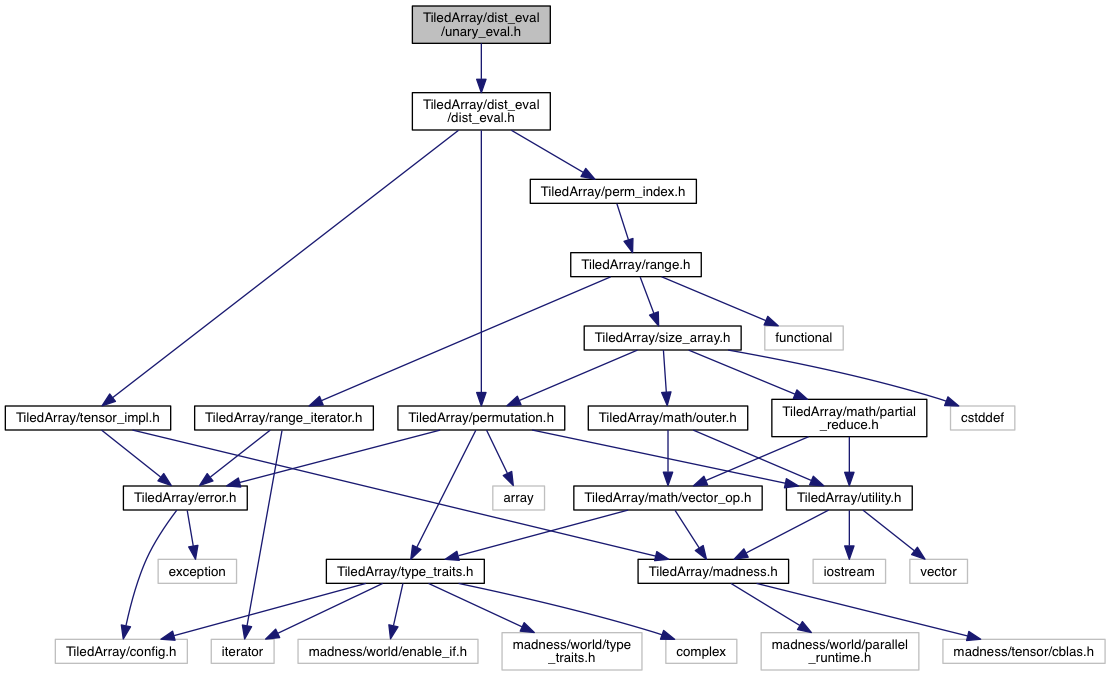 TiledArray/dist_eval
/unary_eval.h
TiledArray/dist_eval
/dist_eval.h
TiledArray/perm_index.h
TiledArray/range.h
TiledArray/size_array.h
functional
TiledArray/tensor_impl.h
TiledArray/range_iterator.h
TiledArray/permutation.h
TiledArray/math/outer.h
TiledArray/math/partial
_reduce.h
cstddef
TiledArray/error.h
array
TiledArray/math/vector_op.h
TiledArray/utility.h
exception
TiledArray/type_traits.h
TiledArray/madness.h
iostream
vector
TiledArray/config.h
iterator
madness/world/enable_if.h
madness/world/type
_traits.h
complex
madness/world/parallel
_runtime.h
madness/tensor/cblas.h